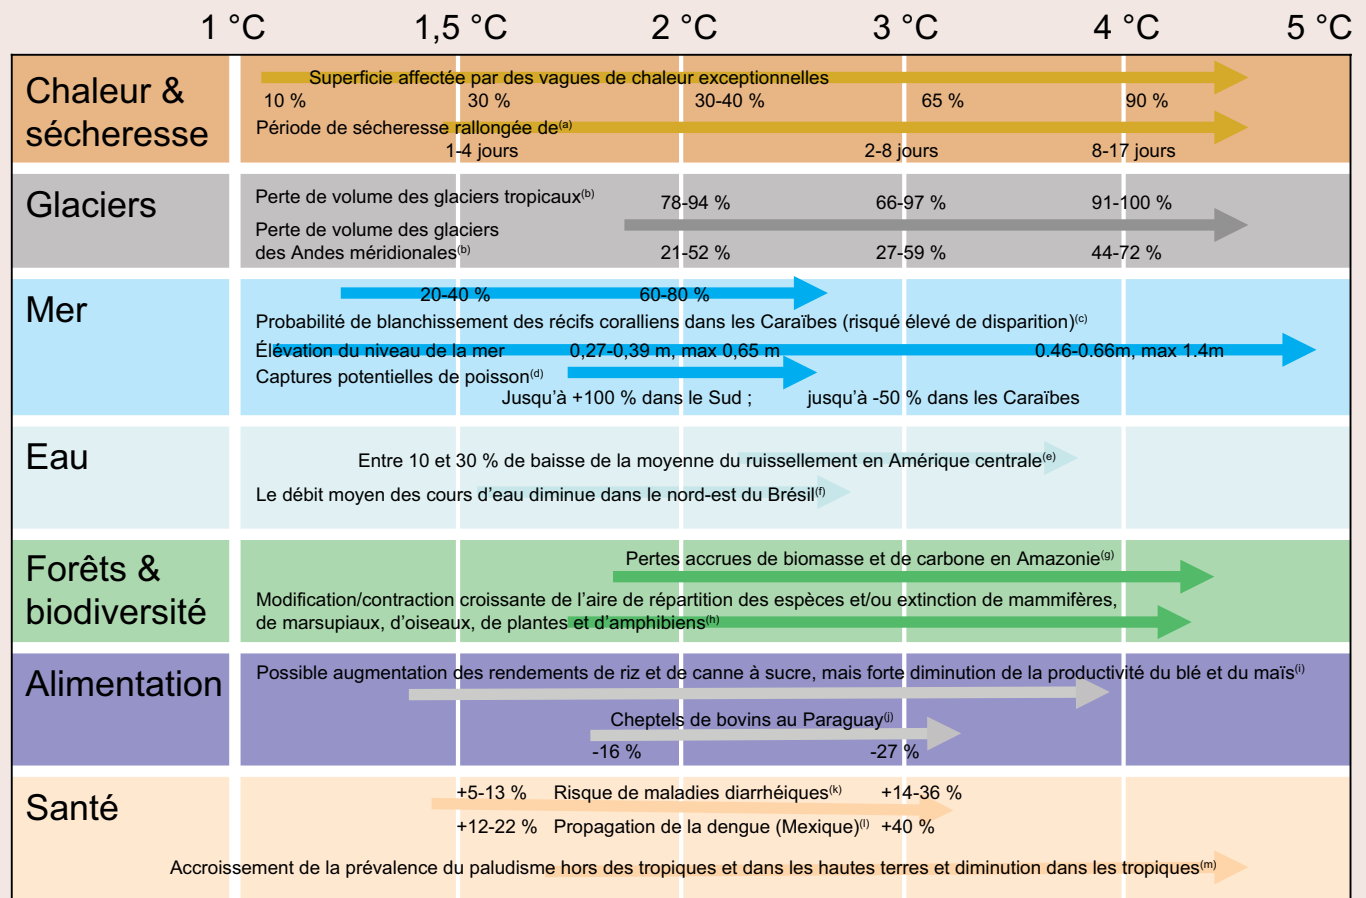 1 °C 1,5 °C 2 °C 3 °C 4 °C 5 °C
Chaleur &
sécheresse
Superficie affectée par des vagues de chaleur exceptionnelles
10 % 30 % 30-40 % 65 % 90 %
Période de sécheresse rallongée de(a)
1-4 jours 2-8 jours 8-17 jours
Glaciers
Perte de volume des glaciers tropicaux(b)
78-94 % 66-97 % 91-100 %
Perte de volume des glaciers
des Andes méridionales(b)
21-52 % 27-59 % 44-72 %
Mer
20-40 % 60-80 %
Probabilité de blanchissement des récifs coralliens dans les Caraïbes (risqué élevé de disparition)(c)
Élévation du niveau de la mer 0,27-0,39 m, max 0,65 m 0.46-0.66m, max 1.4m
Captures potentielles de poisson(d)
Jusqu’à +100 % dans le Sud ; jusqu’à -50 % dans les Caraïbes
Eau
Entre 10 et 30 % de baisse de la moyenne du ruissellement en Amérique centrale(e)
Le débit moyen des cours d’eau diminue dans le nord-est du Brésil(f)
Forêts &
biodiversité
Pertes accrues de biomasse et de carbone en Amazonie(g)
Modification/contraction croissante de l’aire de répartition des espèces et/ou extinction de mammifères,
de marsupiaux, d’oiseaux, de plantes et d’amphibiens(h)
Alimentation
Possible augmentation des rendements de riz et de canne à sucre, mais forte diminution de la productivité du blé et du maïs(i)
Cheptels de bovins au Paraguay(j)
-16 % -27 %
Santé
+5-13 % Risque de maladies diarrhéiques(k) +14-36 %
+12-22 % Propagation de la dengue (Mexique)(l) +40 %
Accroissement de la prévalence du paludisme hors des tropiques et dans les hautes terres et diminution dans les tropiques(m)